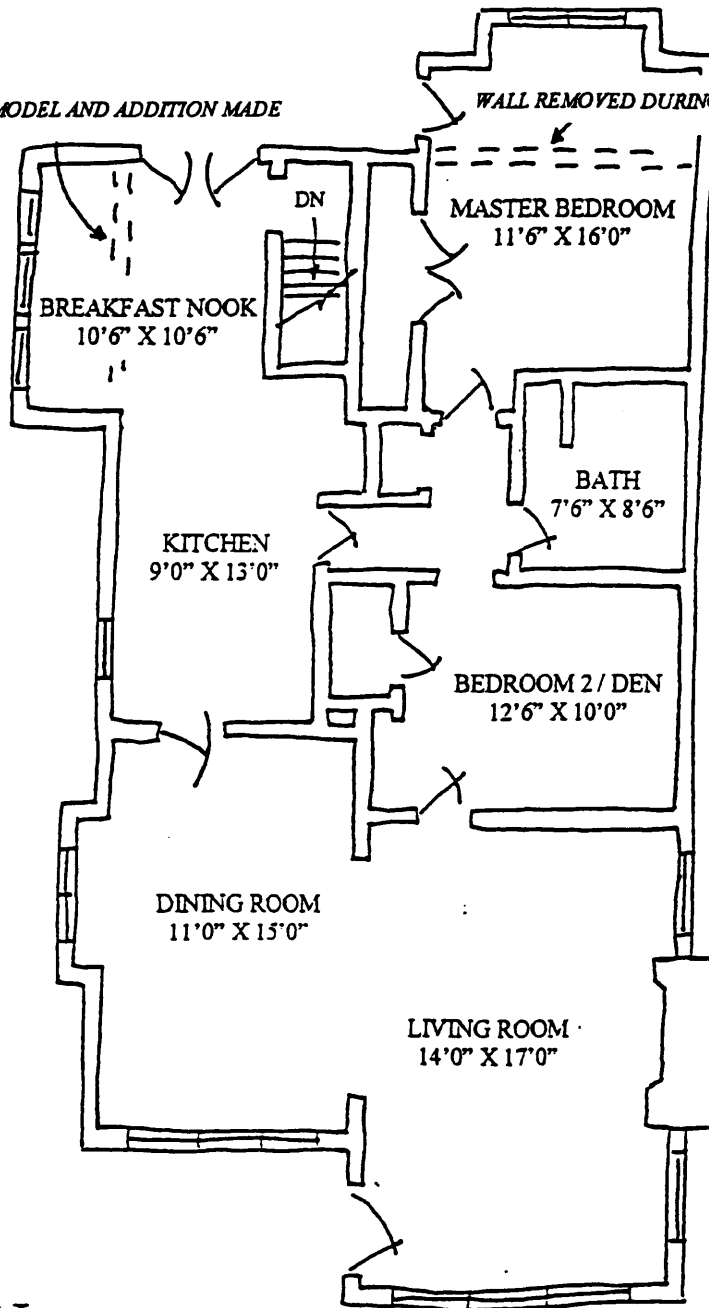 MODEL AND ADDITION MADE
WALL REMOVED DURING
DN
MASTER BEDROOM
11'6" X 16'0"
BREAKFAST NOOK
10'6" X 10'6"
BATH
7'6" X 8'6"
KITCHEN
9'0" X 13'0"
BEDROOM 2 / DEN
12'6" X 10'0"
DINING ROOM
11'0" X 15'0"
LIVING ROOM
14'0" X 17'0"